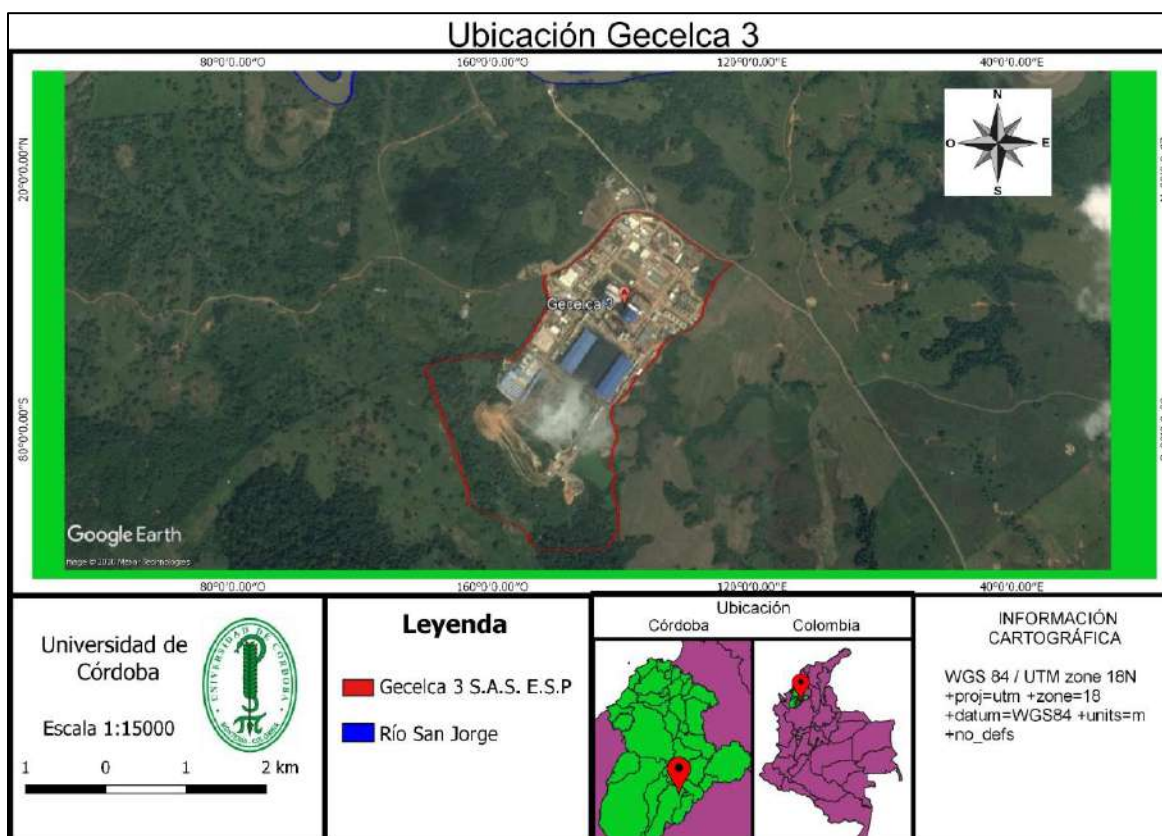 Ubicación Gecelca 3
80°0'0.00"O 160°0'0.00"O 120°0'0.00"E 40°0'0.00"E
20°0'0.00"N
80°0'0.00"S
N
O E
S
Gecelca 3
Google Earth
80°0'0.00"O 160°0'0.00"O 120°0'0.00"E 40°0'0.00"E
Universidad de
Córdoba
Escala 1:15000
UNIVERSIDAD DE CÓRDOBA
1 0 1 2 km
Leyenda
Gecelca 3 S.A.S. E.S.P
Río San Jorge
Ubicación
Córdoba Colombia
INFORMACIÓN
CARTOGRÁFICA
WGS 84 / UTM zone 18N
+proj=utm +zone=18
+datum=WGS84 +units=m
+no_defs